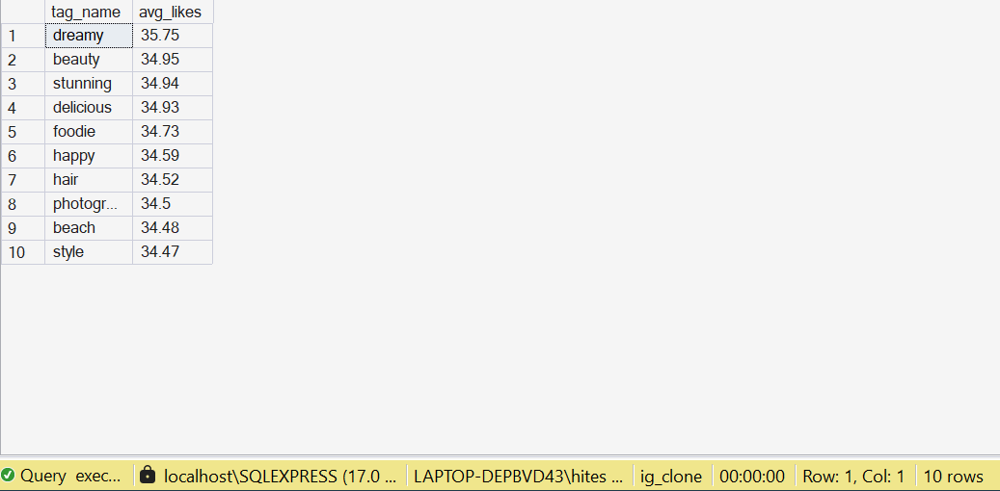 tag_name avg_likes
1 dreamy 35.75
2 beauty 34.95
3 stunning 34.94
4 delicious 34.93
5 foodie 34.73
6 happy 34.59
7 hair 34.52
8 photogr... 34.5
9 beach 34.48
10 style 34.47
Query exec... localhost\SQLEXPRESS (17.0 ... LAPTOP-DEPBVD43\hites ... ig_clone 00:00:00 Row: 1, Col: 1 10 rows